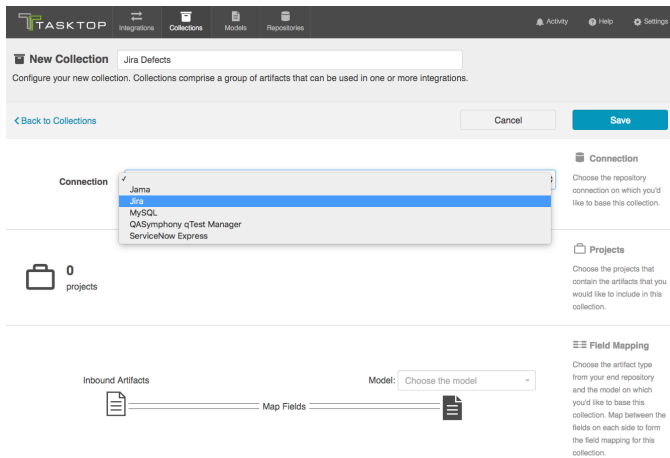 TASKTOP
Integrations
Collections
Models
Repositories
Activity
Help
Settings
New Collection
Jira Defects
Configure your new collection. Collections comprise a group of artifacts that can be used in one or more integrations.
Back to Collections
Cancel
Save
Connection
Jama
Jira
MySQL
QASymphony qTest Manager
ServiceNow Express
Connection
Choose the repository
connection on which you'd
like to base this collection.
0
projects
Projects
Choose the projects that
contain the artifacts that you
would like to include in this
collection.
Inbound Artifacts
Map Fields
Model:
Choose the model
Field Mapping
Choose the artifact type
from your end repository
and the model on which
you'd like to base this
collection. Map between the
fields on each side to form
the field mapping for this
collection.